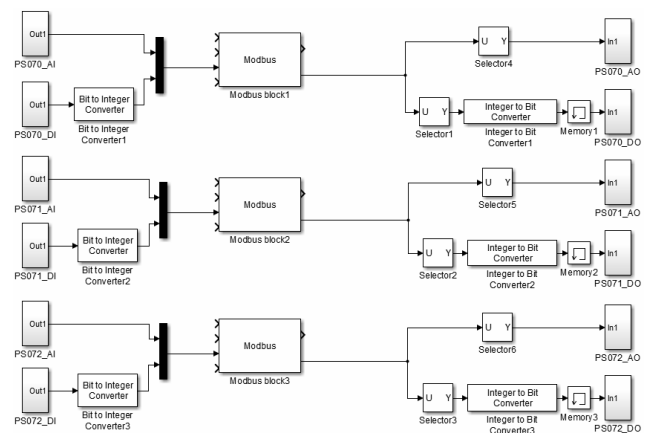 Out1
PS070_AI
Out1
PS070_DI
Bit to Integer
Converter
Bit to Integer
Converter1
Modbus
Modbus block1
U Y
Selector4
In1
PS070_AO
U Y
Selector1
Integer to Bit
Converter
Integer to Bit
Converter1
Memory1
In1
PS070_DO
Out1
PS071_AI
Out1
PS071_DI
Bit to Integer
Converter
Bit to Integer
Converter2
Modbus
Modbus block2
U Y
Selector5
In1
PS071_AO
U Y
Selector2
Integer to Bit
Converter
Integer to Bit
Converter2
Memory2
In1
PS071_DO
Out1
PS072_AI
Out1
PS072_DI
Bit to Integer
Converter
Bit to Integer
Converter3
Modbus
Modbus block3
U Y
Selector6
In1
PS072_AO
U Y
Selector3
Integer to Bit
Converter
Integer to Bit
Converter3
Memory3
In1
PS072_DO